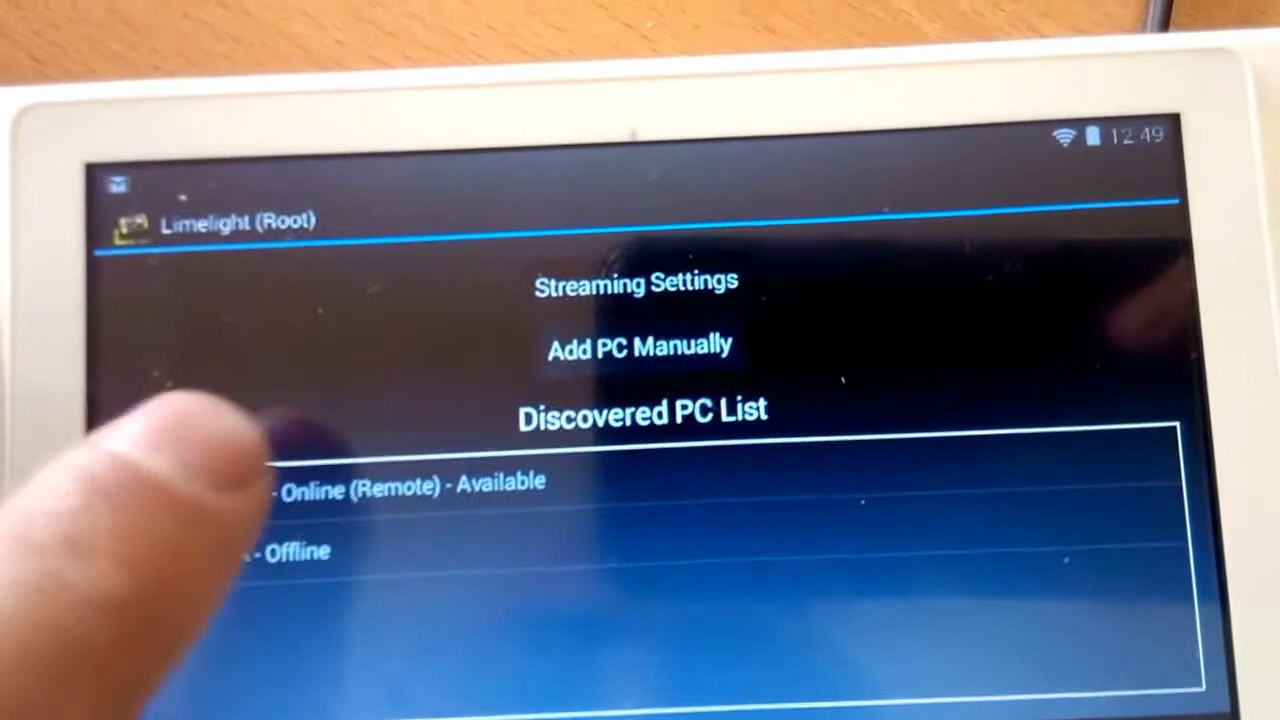 12:49
Limelight (Root)
Streaming Settings
Add PC Manually
Discovered PC List
- Online (Remote) - Available
- Offline